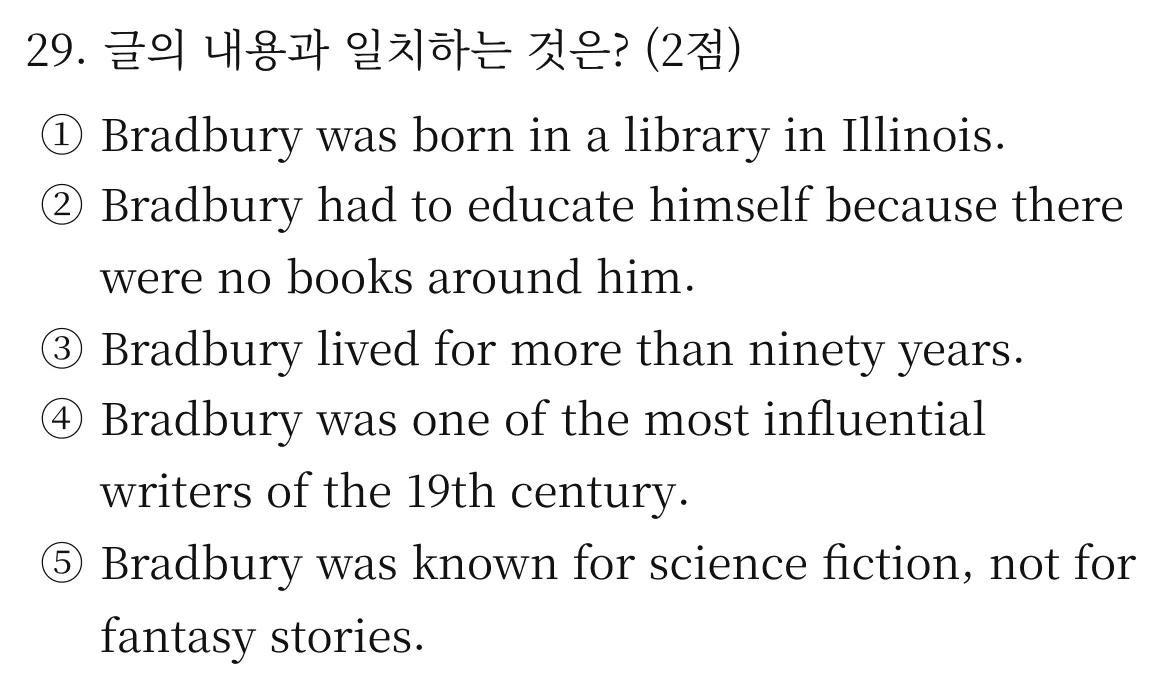 29. 글의 내용과 일치하는 것은? (2점)
① Bradbury was born in a library in Illinois.
② Bradbury had to educate himself because there
were no books around him.
③ Bradbury lived for more than ninety years.
④ Bradbury was one of the most influential
writers of the 19th century.
⑤ Bradbury was known for science fiction, not for
fantasy stories.